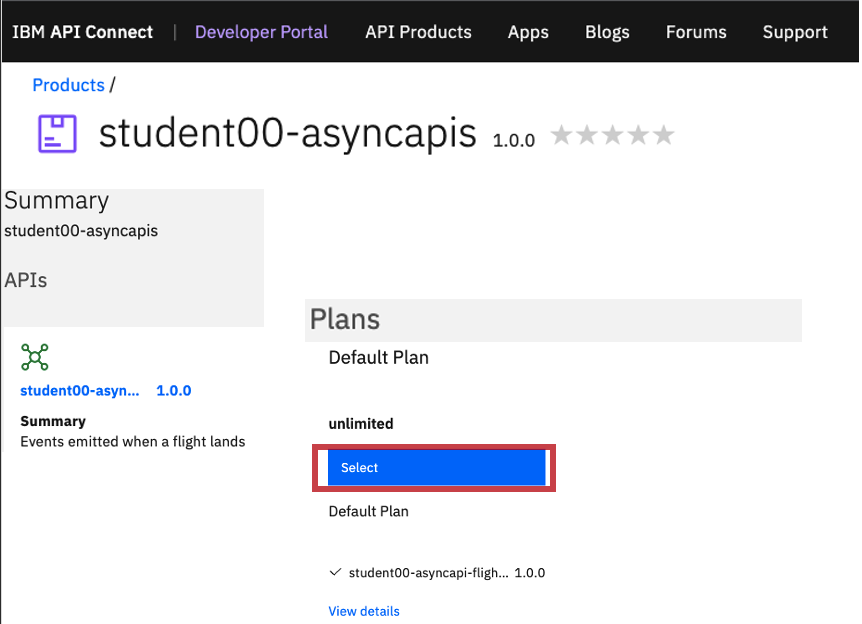 IBM API Connect | Developer Portal API Products Apps Blogs Forums Support
Products /
student00-asyncapis 1.0.0
Summary
student00-asyncapis
APIs
student00-asyn... 1.0.0
Summary
Events emitted when a flight lands
Plans
Default Plan
unlimited
Select
Default Plan
student00-asyncapi-fligh... 1.0.0
View details